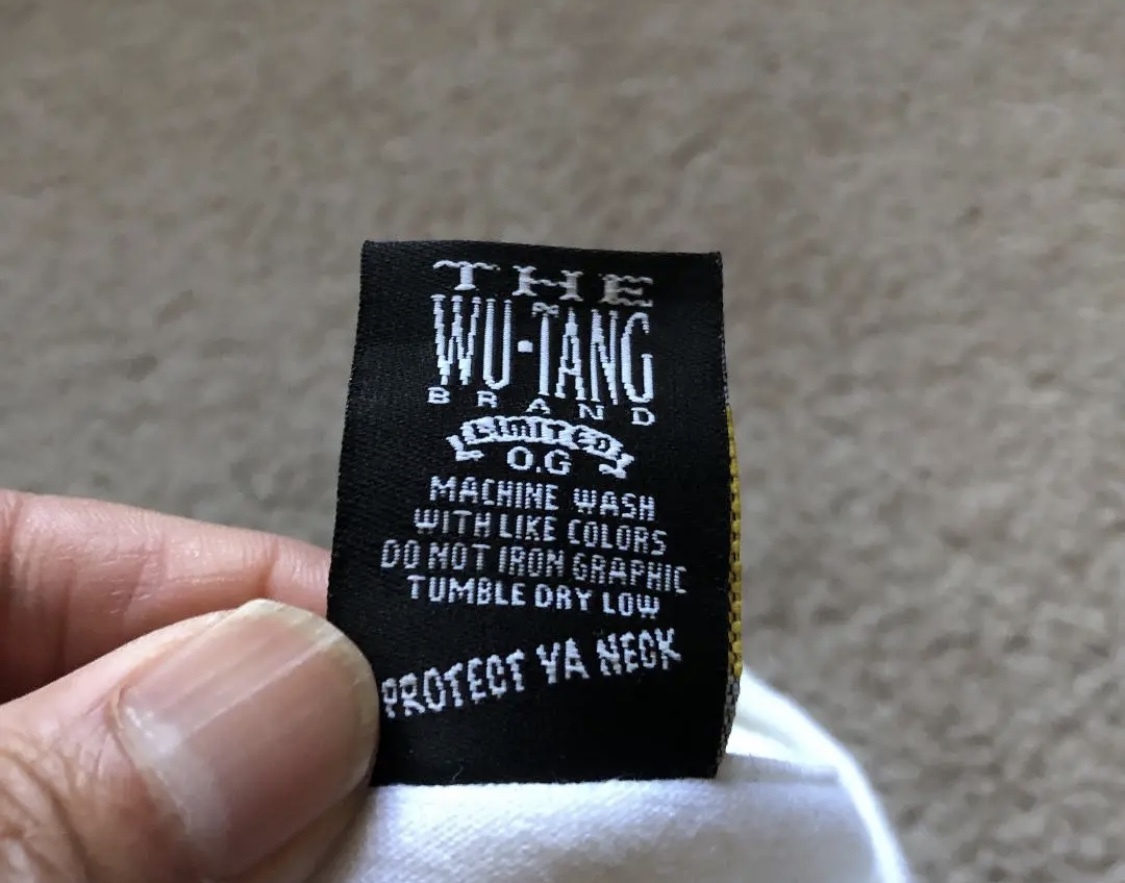 THE
WU-TANG
BRAND
LIMITED
O.G
MACHINE WASH
WITH LIKE COLORS
DO NOT IRON GRAPHIC
TUMBLE DRY LOW
PROTECT YA NECK